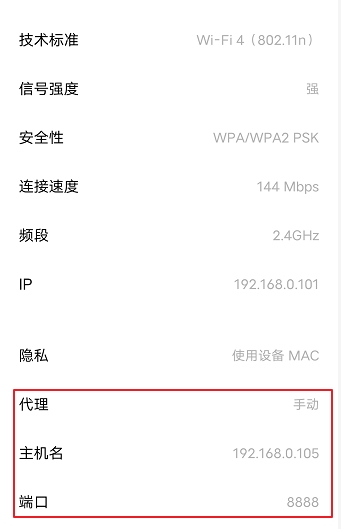 技术标准 Wi-Fi 4（802.11n）
信号强度 强
安全性 WPA/WPA2 PSK
连接速度 144 Mbps
频段 2.4GHz
IP 192.168.0.101
隐私 使用设备 MAC
代理 手动
主机名 192.168.0.105
端口 8888